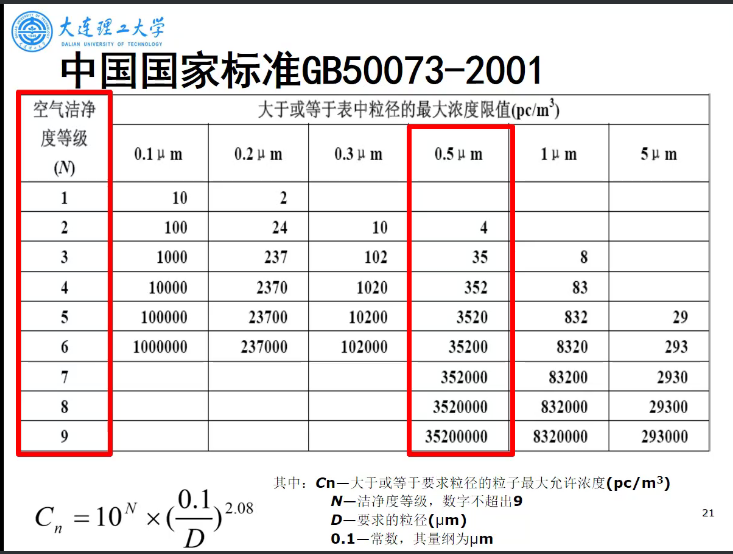 大连理工大学
DALIAN UNIVERSITY OF TECHNOLOGY
中国国家标准GB50073-2001
空气洁净度等级(N) 大于或等于表中粒径的最大浓度限值(pc/m³)
0.1μm 0.2μm 0.3μm 0.5μm 1μm 5μm
1 10 2
2 100 24 10 4
3 1000 237 102 35 8
4 10000 2370 1020 352 83
5 100000 23700 10200 3520 832 29
6 1000000 237000 102000 35200 8320 293
7 352000 83200 2930
8 3520000 832000 29300
9 35200000 8320000 293000
Cₙ = 10ᴺ × (0.1/D)²·⁰⁸
其中：Cn—大于或等于要求粒径的粒子最大允许浓度(pc/m³)
N—洁净度等级，数字不超出9
D—要求的粒径(μm)
0.1—常数，其量纲为μm
21